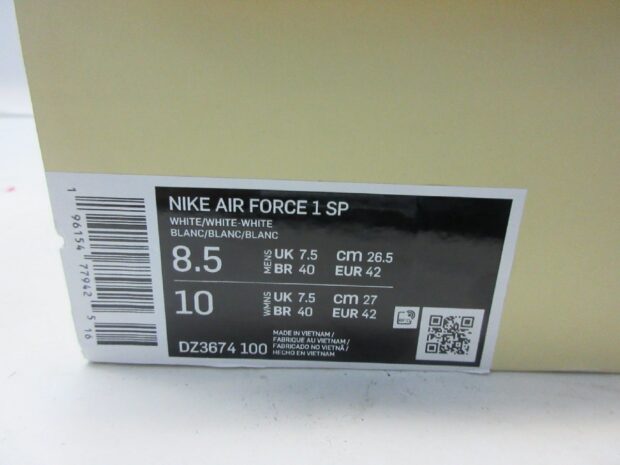 1 96154 77942 5 16
NIKE AIR FORCE 1 SP
WHITE/WHITE-WHITE
BLANC/BLANC/BLANC
8.5 MENS UK 7.5 cm 26.5
BR 40 EUR 42
10 WMNS UK 7.5 cm 27
BR 40 EUR 42
DZ3674 100
MADE IN VIETNAM/
FABRIQUE AU VIETNAM/
FABRICADO NO VIETNÃ/
HECHO EN VIETNAM